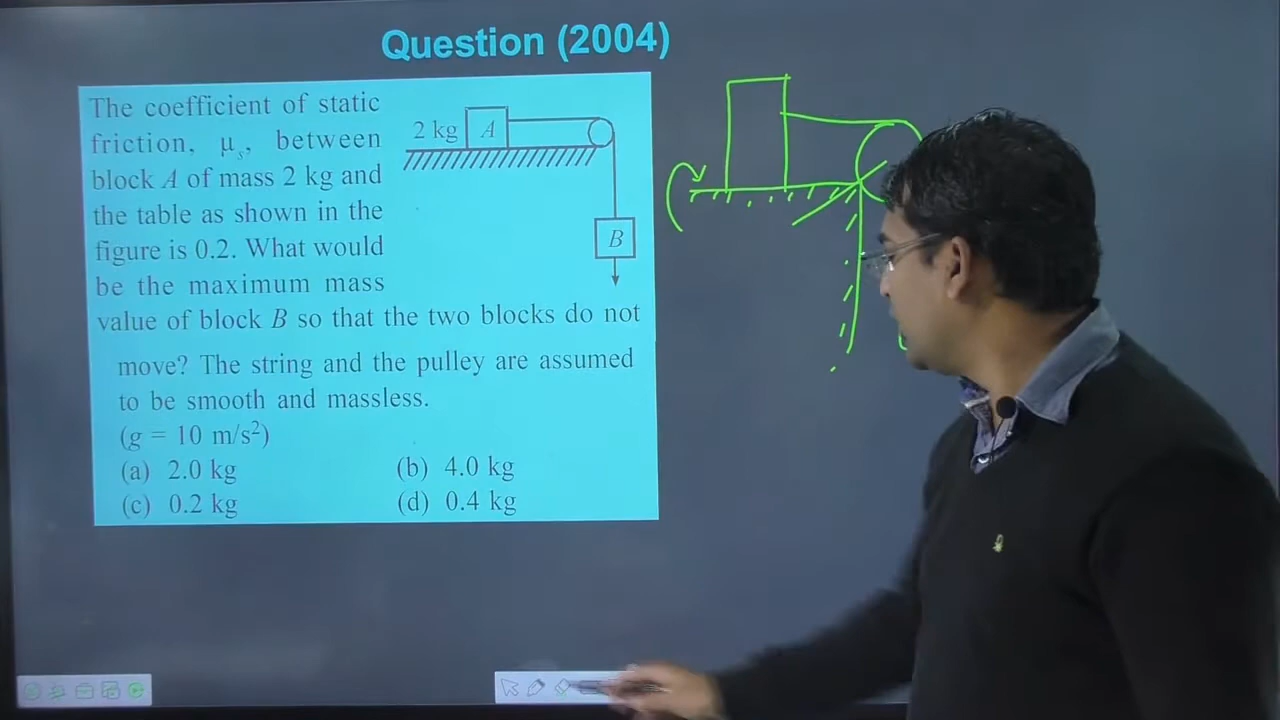 Question (2004)
The coefficient of static
friction, μs, between
block A of mass 2 kg and
the table as shown in the
figure is 0.2. What would
be the maximum mass
value of block B so that the two blocks do not
move? The string and the pulley are assumed
to be smooth and massless.
(g = 10 m/s²)
(a) 2.0 kg (b) 4.0 kg
(c) 0.2 kg (d) 0.4 kg
2 kg A
B